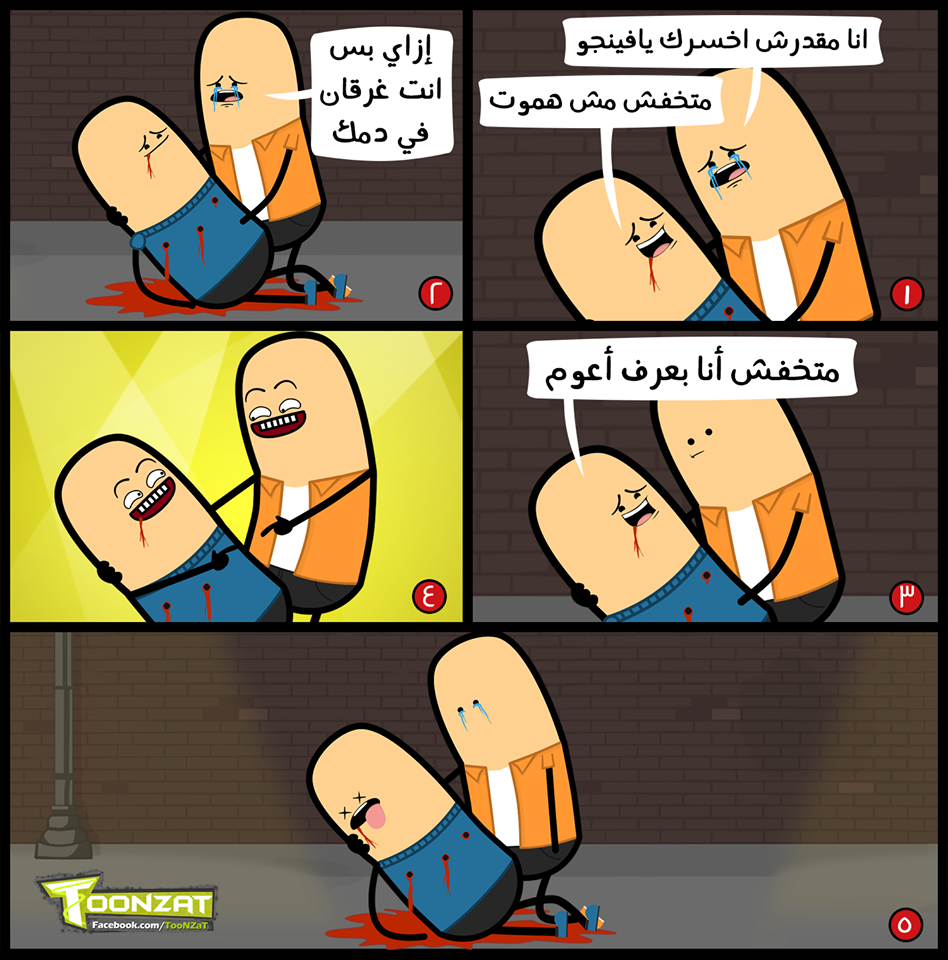 انا مقدرش اخسرك يافينجو
متخفش مش هموت
١
إزاي بس
انت غرقان
في دمك
٢
متخفش أنا بعرف أعوم
٣
٤
TOONZAT
Facebook.com/TooNZaT
٥